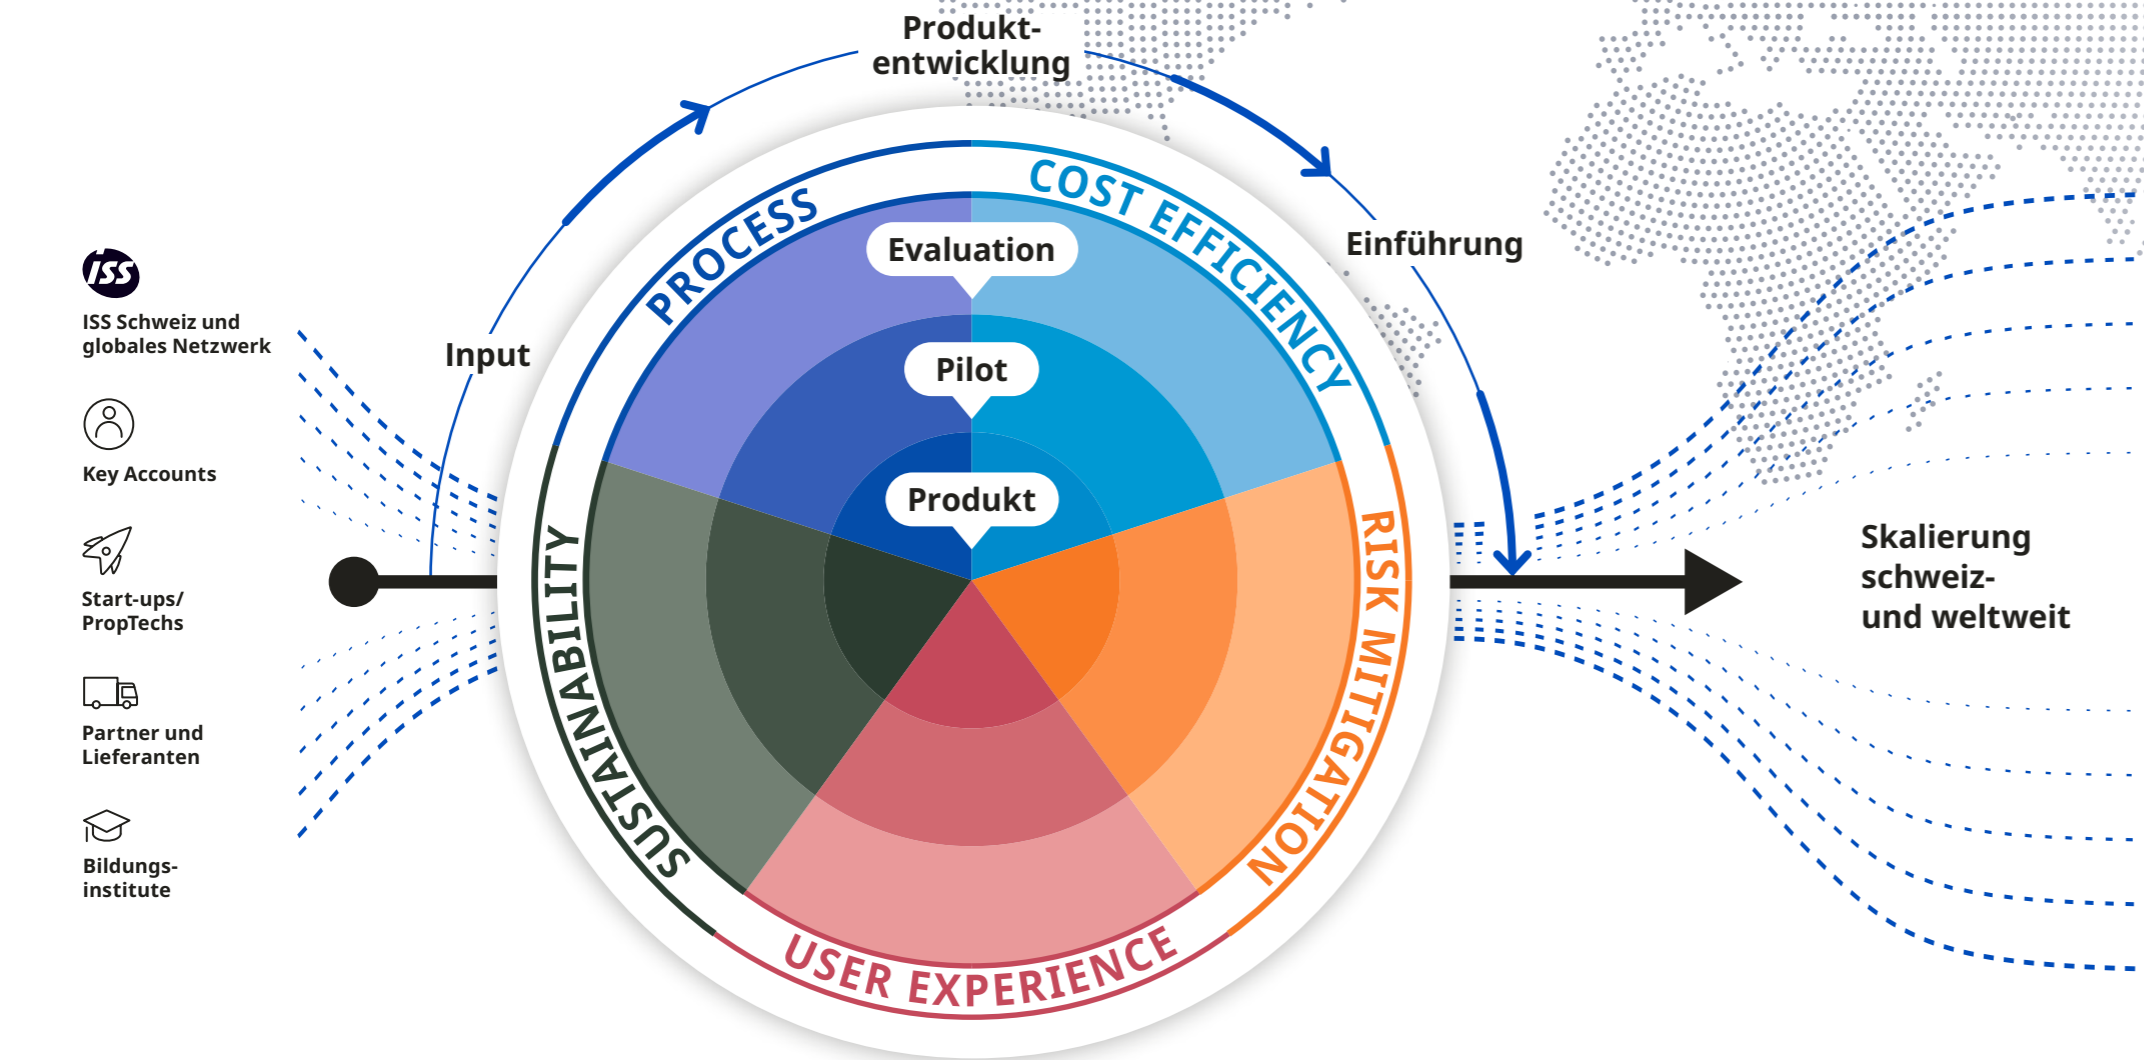 Produkt-
entwicklung
Input
Einführung
iss
ISS Schweiz und
globales Netzwerk
Key Accounts
Start-ups/
PropTechs
Partner und
Lieferanten
Bildungs-
institute
PROCESS
COST EFFICIENCY
RISK MITIGATION
USER EXPERIENCE
SUSTAINABILITY
Evaluation
Pilot
Produkt
Skalierung
schweiz-
und weltweit